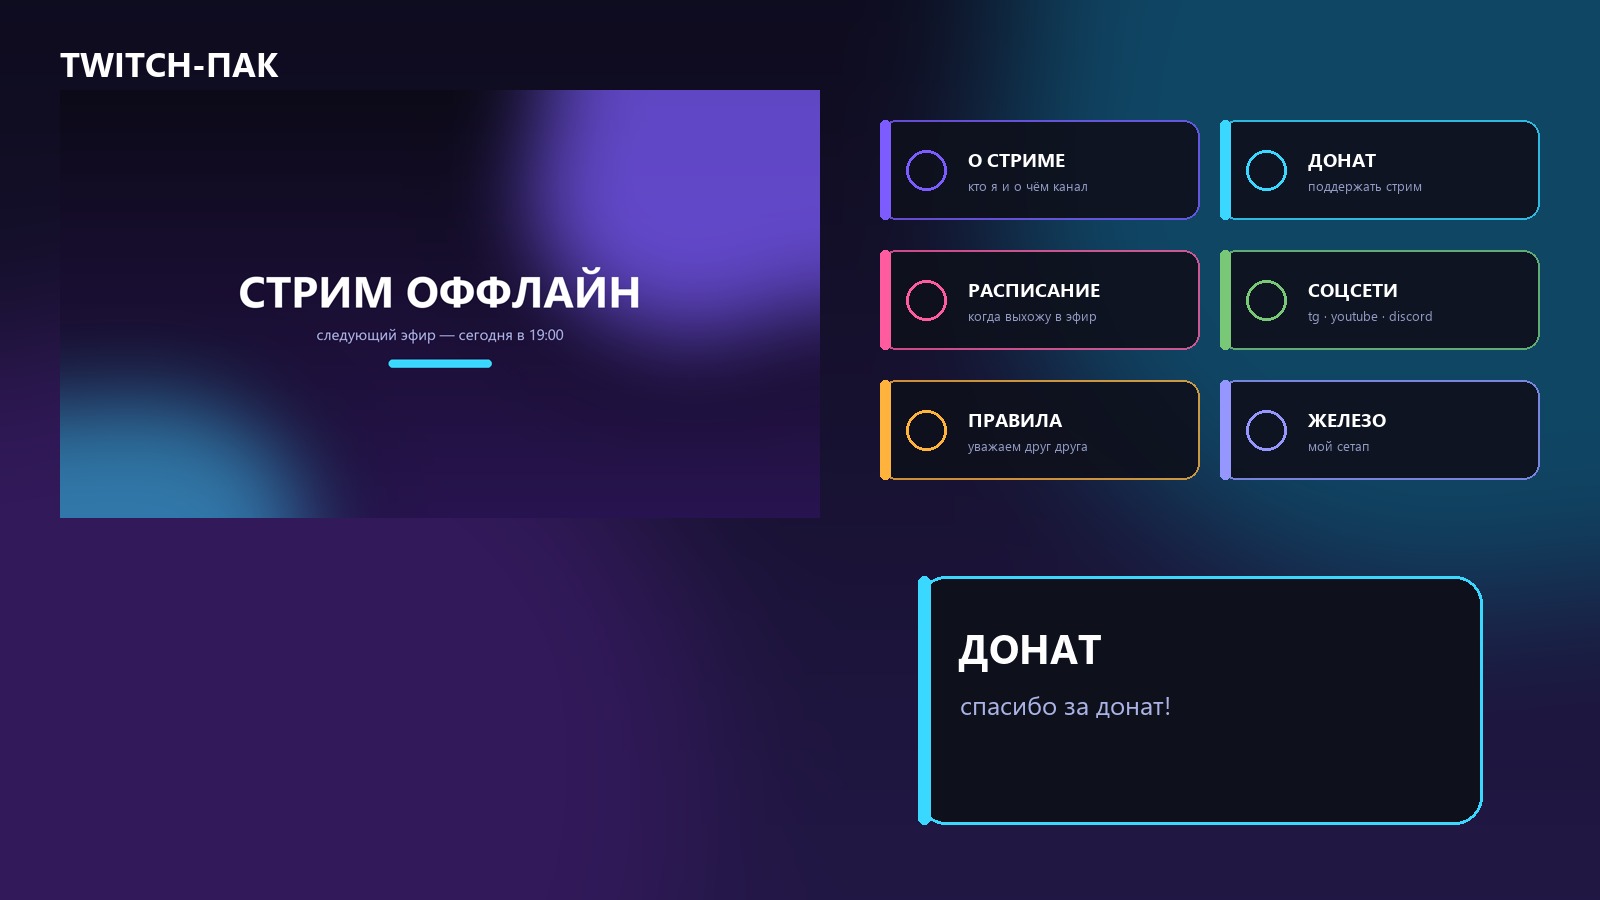 TWITCH-ПАК
СТРИМ ОФФЛАЙН
следующий эфир — сегодня в 19:00
О СТРИМЕ
кто я и о чём канал
ДОНАТ
поддержать стрим
РАСПИСАНИЕ
когда выхожу в эфир
СОЦСЕТИ
tg · youtube · discord
ПРАВИЛА
уважаем друг друга
ЖЕЛЕЗО
мой сетап
ДОНАТ
спасибо за донат!